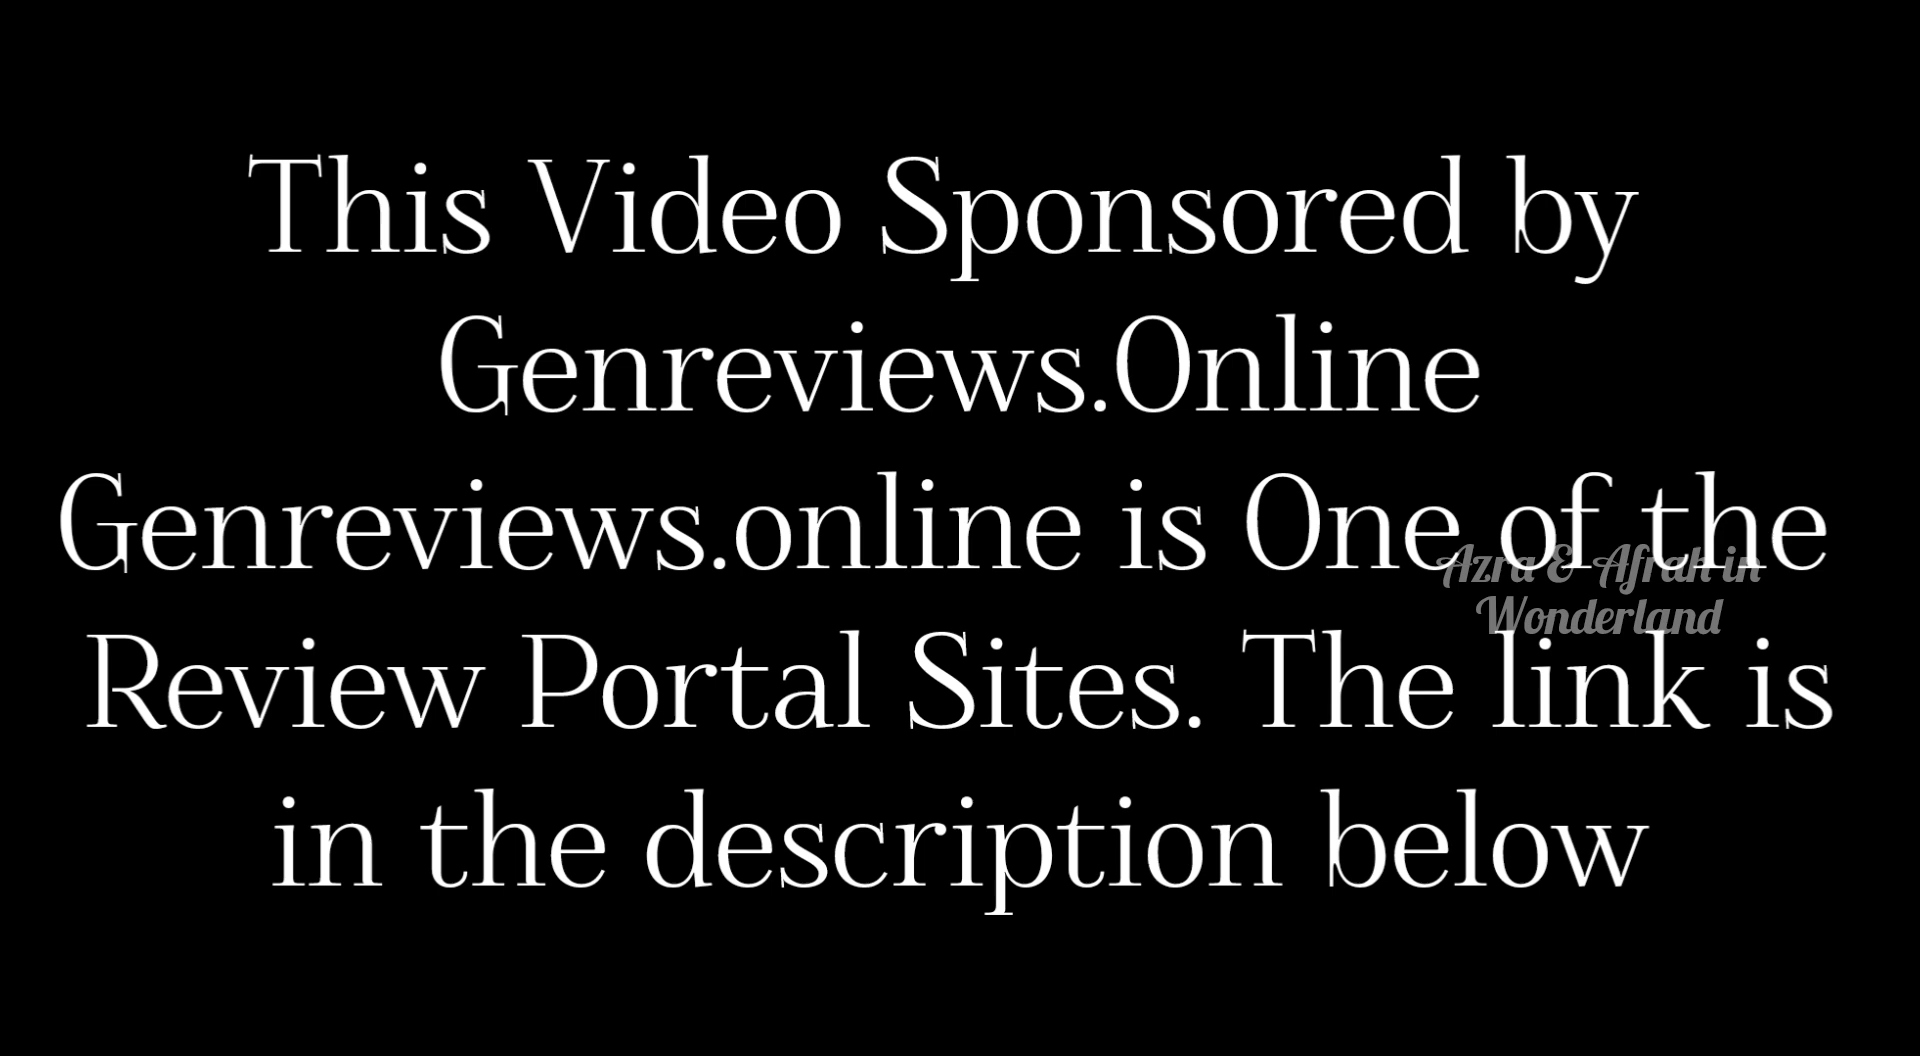 This Video Sponsored by
Genreviews.Online
Genreviews.online is One of the
Azra & Afrah in
Wonderland
Review Portal Sites. The link is
in the description below